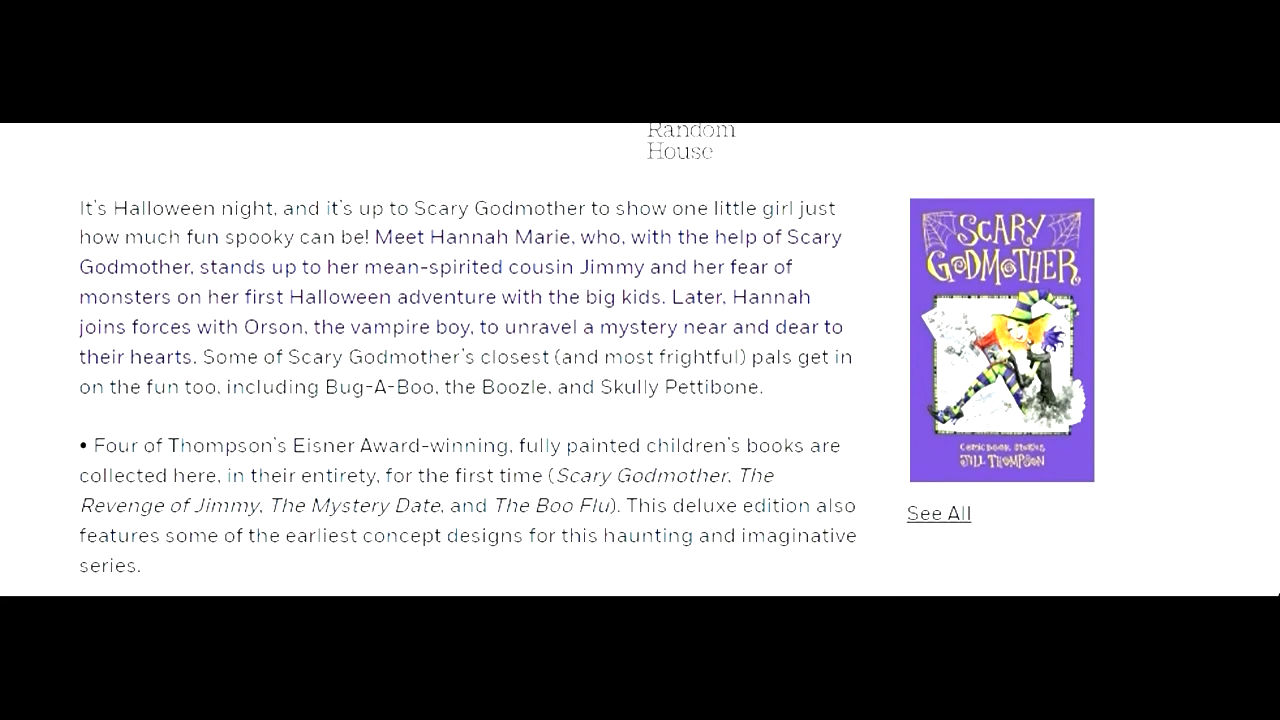 Random
House
It's Halloween night, and it's up to Scary Godmother to show one little girl just
how much fun spooky can be! Meet Hannah Marie, who, with the help of Scary
Godmother, stands up to her mean-spirited cousin Jimmy and her fear of
monsters on her first Halloween adventure with the big kids. Later, Hannah
joins forces with Orson, the vampire boy, to unravel a mystery near and dear to
their hearts. Some of Scary Godmother's closest (and most frightful) pals get in
on the fun too, including Bug-A-Boo, the Boozle, and Skully Pettibone.
• Four of Thompson's Eisner Award-winning, fully painted children's books are
collected here, in their entirety, for the first time (Scary Godmother, The
Revenge of Jimmy, The Mystery Date, and The Boo Flu). This deluxe edition also
features some of the earliest concept designs for this haunting and imaginative
series.
SCARY
GODMOTHER
Comic book stories
JILL THOMPSON
See All